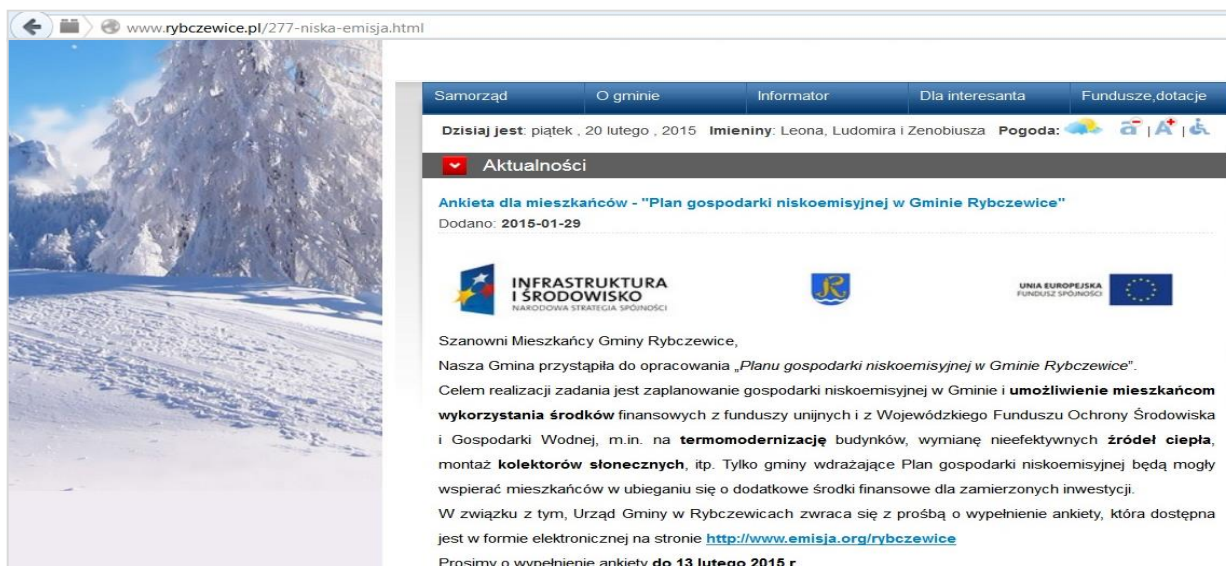 www.rybczewice.pl/277-niska-emisja.html
Samorząd O gminie Informator Dla interesanta Fundusze,dotacje
Dzisiaj jest: piątek , 20 lutego , 2015 Imieniny: Leona, Ludomira i Zenobiusza Pogoda: a | A |
Aktualności
Ankieta dla mieszkańców - "Plan gospodarki niskoemisyjnej w Gminie Rybczewice"
Dodano: 2015-01-29
INFRASTRUKTURA
I ŚRODOWISKO
NARODOWA STRATEGIA SPÓJNOŚCI
R
UNIA EUROPEJSKA
FUNDUSZ SPÓJNOŚCI
Szanowni Mieszkańcy Gminy Rybczewice,
Nasza Gmina przystąpiła do opracowania „Planu gospodarki niskoemisyjnej w Gminie Rybczewice".
Celem realizacji zadania jest zaplanowanie gospodarki niskoemisyjnej w Gminie i umożliwienie mieszkańcom
wykorzystania środków finansowych z funduszy unijnych i z Wojewódzkiego Funduszu Ochrony Środowiska
i Gospodarki Wodnej, m.in. na termomodernizację budynków, wymianę nieefektywnych źródeł ciepła,
montaż kolektorów słonecznych, itp. Tylko gminy wdrażające Plan gospodarki niskoemisyjnej będą mogły
wspierać mieszkańców w ubieganiu się o dodatkowe środki finansowe dla zamierzonych inwestycji.
W związku z tym, Urząd Gminy w Rybczewicach zwraca się z prośbą o wypełnienie ankiety, która dostępna
jest w formie elektronicznej na stronie http://www.emisja.org/rybczewice
Prosimy o wypełnienie ankiety do 13 lutego 2015 r